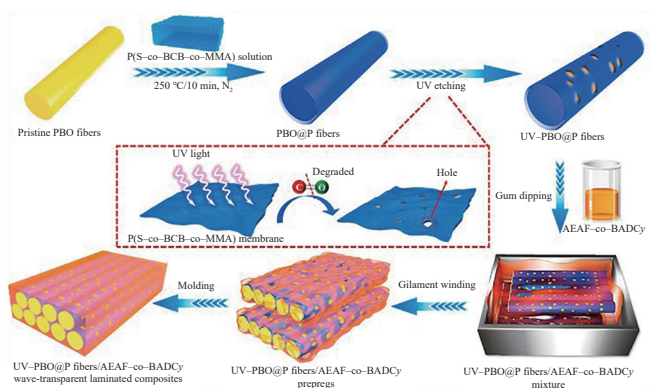 P(S–co–BCB–co–MMA) solution
250 °C/10 min, N2
UV etching
Pristine PBO fibers
PBO@P fibers
UV–PBO@P fibers
UV light
Degraded
Hole
C
O
P(S–co–BCB–co–MMA) membrane
Gum dipping
AEAF–co–BADCy
Molding
Gilament winding
UV–PBO@P fibers/AEAF–co–BADCy
wave-transparent laminated composites
UV–PBO@P fibers/AEAF–co–BADCy
prepregs
UV–PBO@P fibers/AEAF–co–BADCy
mixture